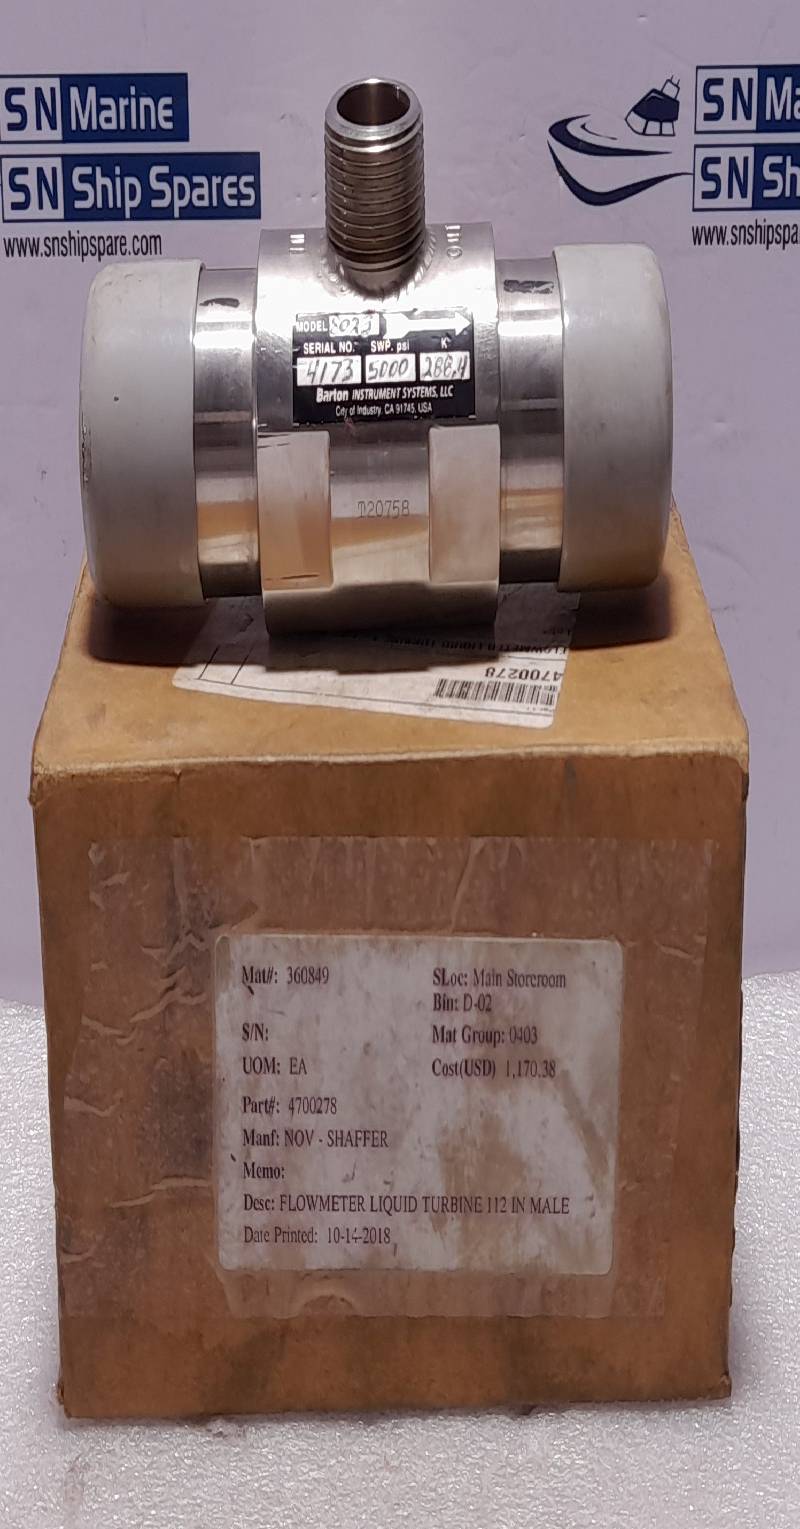 SN Marine
SN Ship Spares
www.snshipspare.com
SN Ma
SN Sh
www.snshipspa
IN
OUT
MODEL
SERIAL NO. SWP. psi K
4173 5000 286.4
Barton INSTRUMENT SYSTEMS, LLC
City of Industry, CA 91745, USA
T20758
4700278
Mat#: 360849
SLoc: Main Storeroom
Bin: D-02
S/N:
Mat Group: 0403
UOM: EA
Cost(USD) 1,170.38
Part#: 4700278
Manf: NOV - SHAFFER
Memo:
Desc: FLOWMETER LIQUID TURBINE 112 IN MALE
Date Printed: 10-14-2018